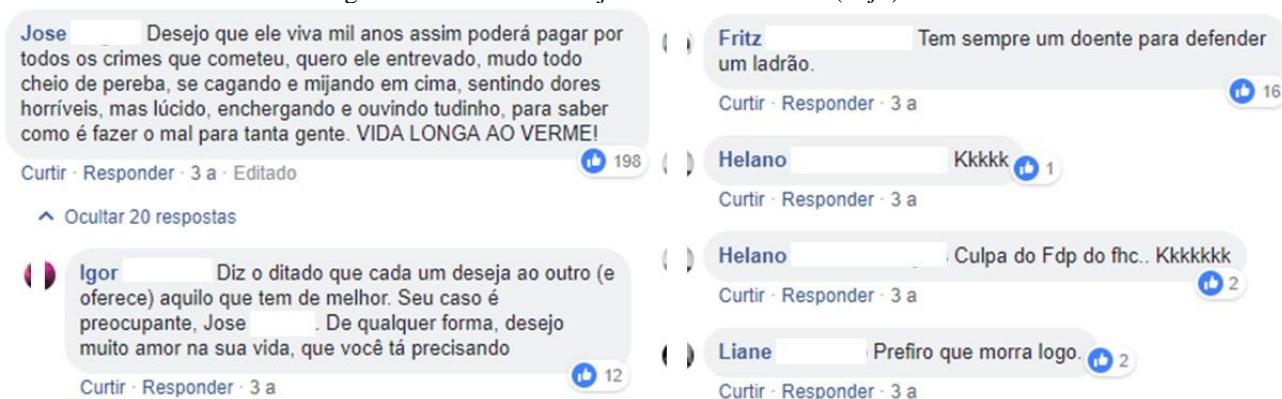 Jose Desejo que ele viva mil anos assim poderá pagar por
todos os crimes que cometeu, quero ele entrevado, mudo todo
cheio de pereba, se cagando e mijando em cima, sentindo dores
horríveis, mas lúcido, enchergando e ouvindo tudinho, para saber
como é fazer o mal para tanta gente. VIDA LONGA AO VERME!
198
Curtir · Responder · 3 a · Editado
Ocultar 20 respostas
Igor Diz o ditado que cada um deseja ao outro (e
oferece) aquilo que tem de melhor. Seu caso é
preocupante, Jose . De qualquer forma, desejo
muito amor na sua vida, que você tá precisando
12
Curtir · Responder · 3 a
Fritz Tem sempre um doente para defender
um ladrão.
16
Curtir · Responder · 3 a
Helano Kkkkk
1
Curtir · Responder · 3 a
Helano Culpa do Fdp do fhc.. Kkkkkkk
2
Curtir · Responder · 3 a
Liane Prefiro que morra logo.
2
Curtir · Responder · 3 a